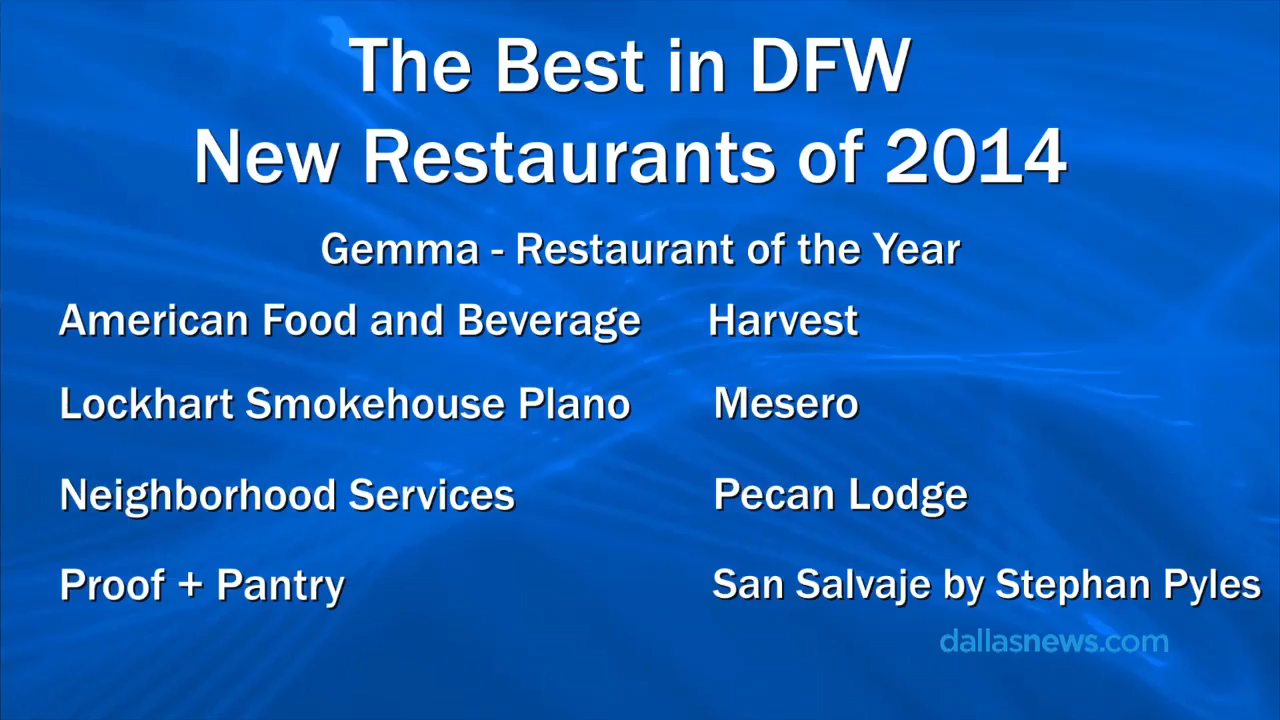 The Best in DFW
New Restaurants of 2014
Gemma - Restaurant of the Year
American Food and Beverage
Harvest
Lockhart Smokehouse Plano
Mesero
Neighborhood Services
Pecan Lodge
Proof + Pantry
San Salvaje by Stephan Pyles
dallasnews.com